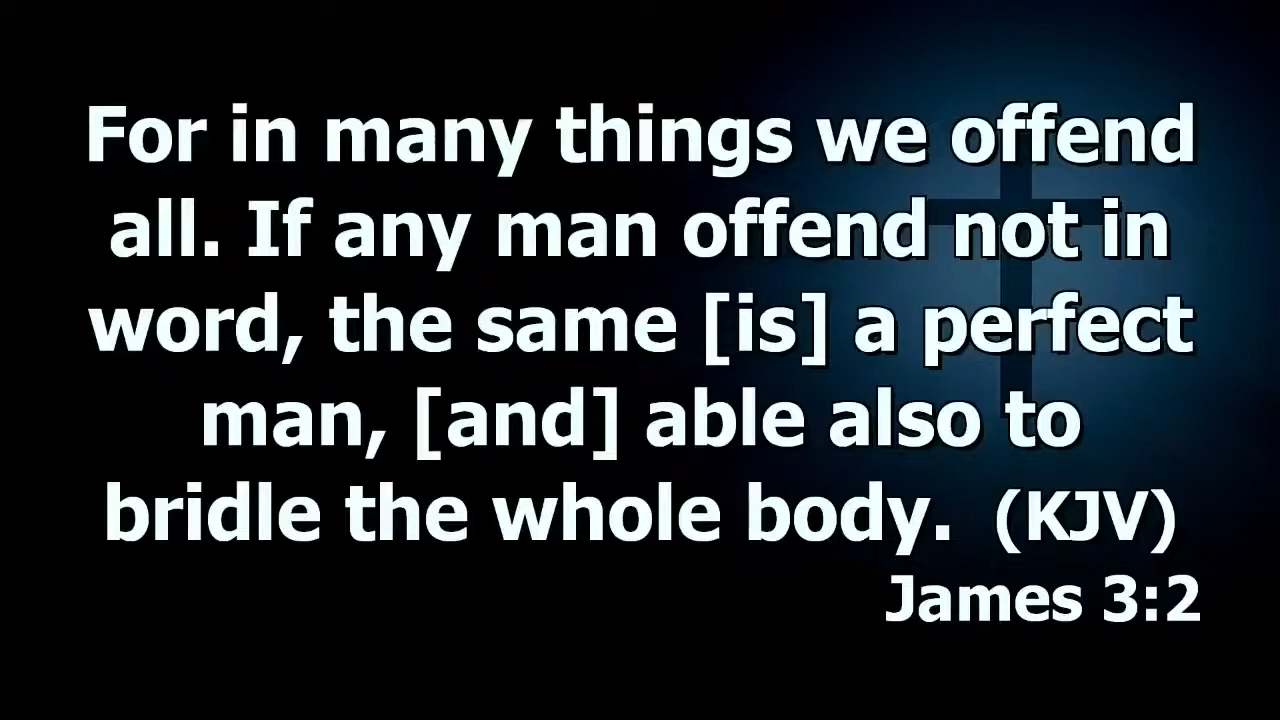 For in many things we offend
all. If any man offend not in
word, the same [is] a perfect
man, [and] able also to
bridle the whole body. (KJV)
James 3:2